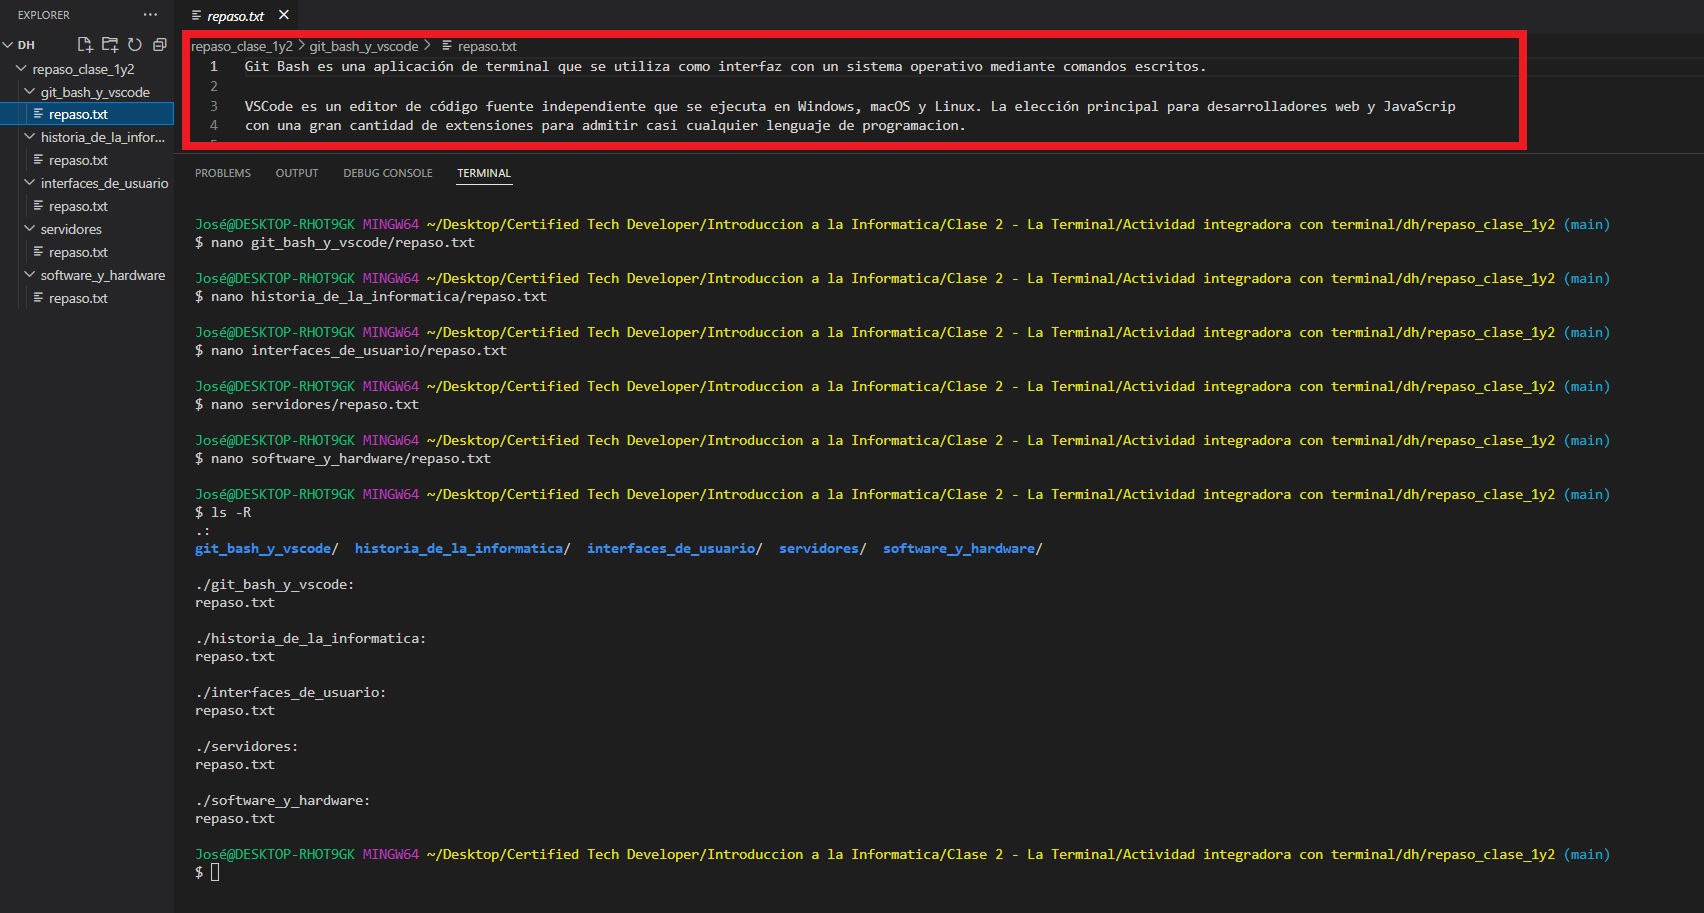 EXPLORER
DH
repaso_clase_1y2
git_bash_y_vscode
repaso.txt
historia_de_la_infor...
repaso.txt
interfaces_de_usuario
repaso.txt
servidores
repaso.txt
software_y_hardware
repaso.txt
repaso.txt
repaso_clase_1y2 > git_bash_y_vscode > repaso.txt
1 Git Bash es una aplicación de terminal que se utiliza como interfaz con un sistema operativo mediante comandos escritos.
2
3 VSCode es un editor de código fuente independiente que se ejecuta en Windows, macOS y Linux. La elección principal para desarrolladores web y JavaScrip
4 con una gran cantidad de extensiones para admitir casi cualquier lenguaje de programacion.
PROBLEMS OUTPUT DEBUG CONSOLE TERMINAL
José@DESKTOP-RHOT9GK MINGW64 ~/Desktop/Certified Tech Developer/Introduccion a la Informatica/Clase 2 - La Terminal/Actividad integradora con terminal/dh/repaso_clase_1y2 (main)
$ nano git_bash_y_vscode/repaso.txt
José@DESKTOP-RHOT9GK MINGW64 ~/Desktop/Certified Tech Developer/Introduccion a la Informatica/Clase 2 - La Terminal/Actividad integradora con terminal/dh/repaso_clase_1y2 (main)
$ nano historia_de_la_informatica/repaso.txt
José@DESKTOP-RHOT9GK MINGW64 ~/Desktop/Certified Tech Developer/Introduccion a la Informatica/Clase 2 - La Terminal/Actividad integradora con terminal/dh/repaso_clase_1y2 (main)
$ nano interfaces_de_usuario/repaso.txt
José@DESKTOP-RHOT9GK MINGW64 ~/Desktop/Certified Tech Developer/Introduccion a la Informatica/Clase 2 - La Terminal/Actividad integradora con terminal/dh/repaso_clase_1y2 (main)
$ nano servidores/repaso.txt
José@DESKTOP-RHOT9GK MINGW64 ~/Desktop/Certified Tech Developer/Introduccion a la Informatica/Clase 2 - La Terminal/Actividad integradora con terminal/dh/repaso_clase_1y2 (main)
$ nano software_y_hardware/repaso.txt
José@DESKTOP-RHOT9GK MINGW64 ~/Desktop/Certified Tech Developer/Introduccion a la Informatica/Clase 2 - La Terminal/Actividad integradora con terminal/dh/repaso_clase_1y2 (main)
$ ls -R
.:
git_bash_y_vscode/ historia_de_la_informatica/ interfaces_de_usuario/ servidores/ software_y_hardware/
./git_bash_y_vscode:
repaso.txt
./historia_de_la_informatica:
repaso.txt
./interfaces_de_usuario:
repaso.txt
./servidores:
repaso.txt
./software_y_hardware:
repaso.txt
José@DESKTOP-RHOT9GK MINGW64 ~/Desktop/Certified Tech Developer/Introduccion a la Informatica/Clase 2 - La Terminal/Actividad integradora con terminal/dh/repaso_clase_1y2 (main)
$